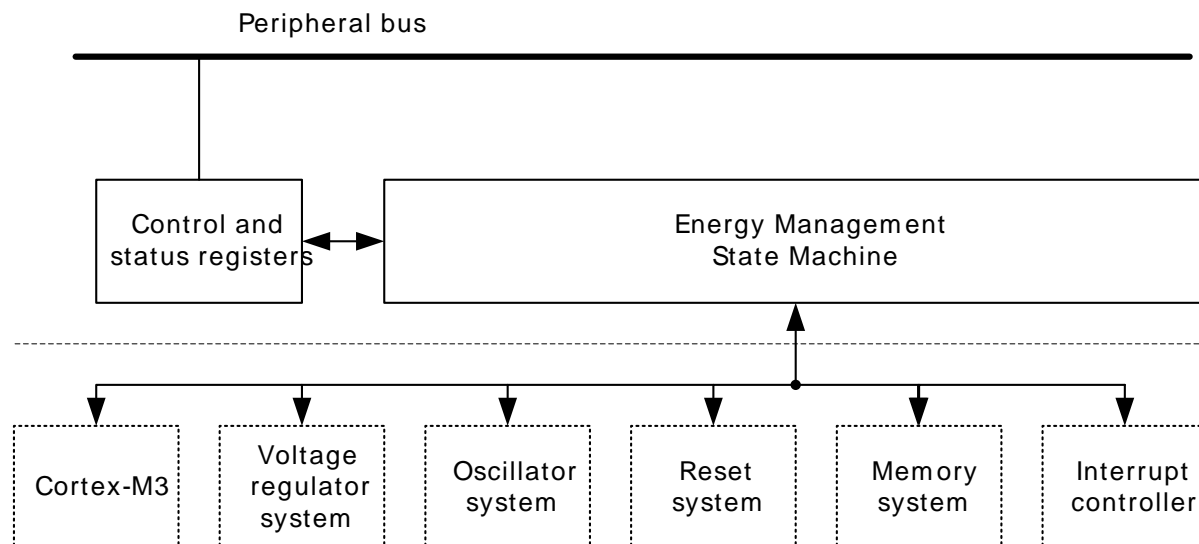 Peripheral bus
Control and
status registers
Energy Management
State Machine
Cortex-M3
Voltage
regulator
system
Oscillator
system
Reset
system
Memory
system
Interrupt
controller